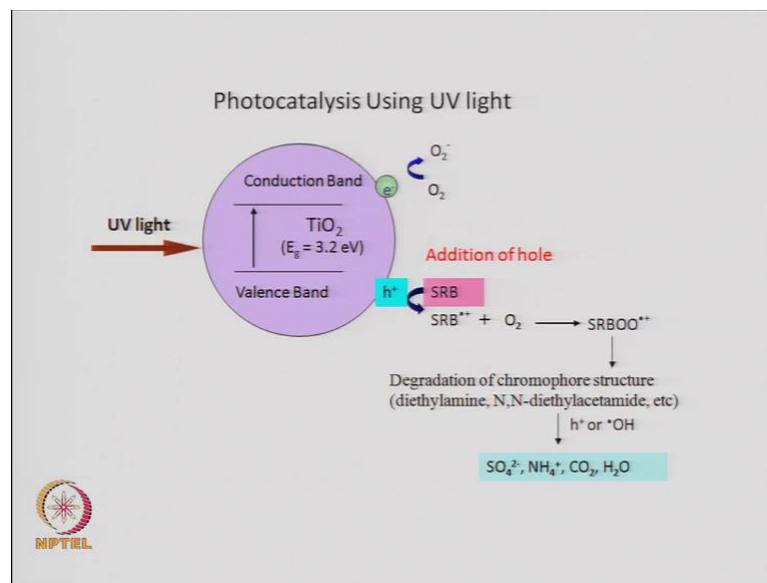 Photocatalysis Using UV light
O₂⁻
Conduction Band
e⁻
O₂
UV light
TiO₂
(E_g = 3.2 eV)
Addition of hole
Valence Band
h⁺
SRB
SRB•⁺ + O₂ → SRBOO•⁺
Degradation of chromophore structure
(diethylamine, N,N-diethylacetamide, etc)
h⁺ or •OH
SO₄²⁻, NH₄⁺, CO₂, H₂O
NPTEL